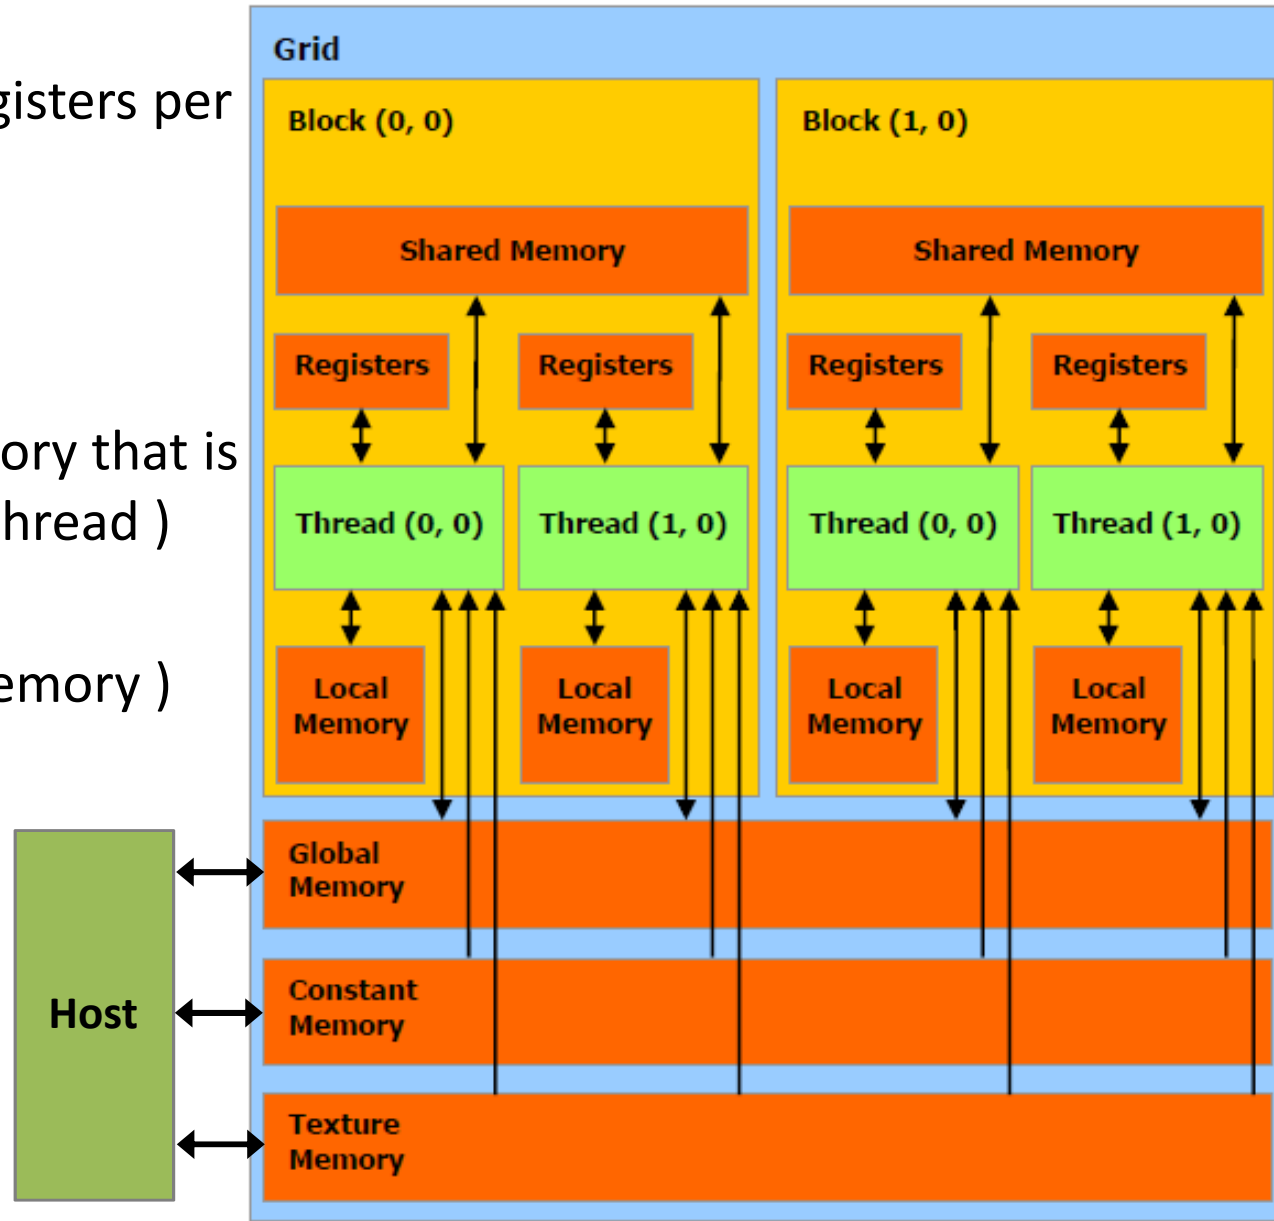 gisters per
ory that is
hread )
emory )
Grid
Block (0, 0)
Block (1, 0)
Shared Memory
Shared Memory
Registers
Registers
Registers
Registers
Thread (0, 0)
Thread (1, 0)
Thread (0, 0)
Thread (1, 0)
Local
Memory
Local
Memory
Local
Memory
Local
Memory
Host
Global
Memory
Constant
Memory
Texture
Memory